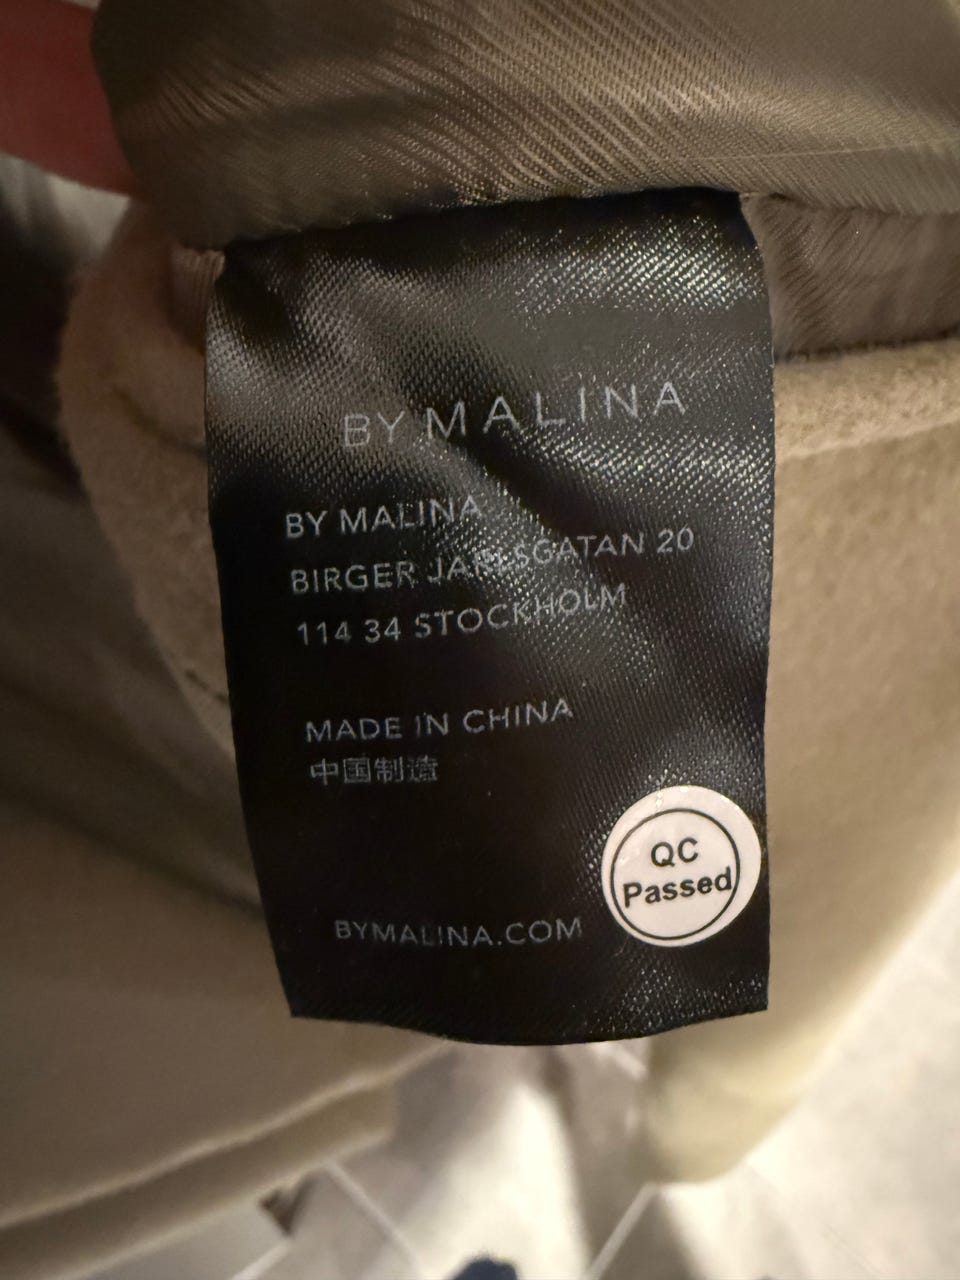 BY MALINA
BY MALINA
BIRGER JARLSGATAN 20
114 34 STOCKHOLM
MADE IN CHINA
中国制造
QC
Passed
BYMALINA.COM